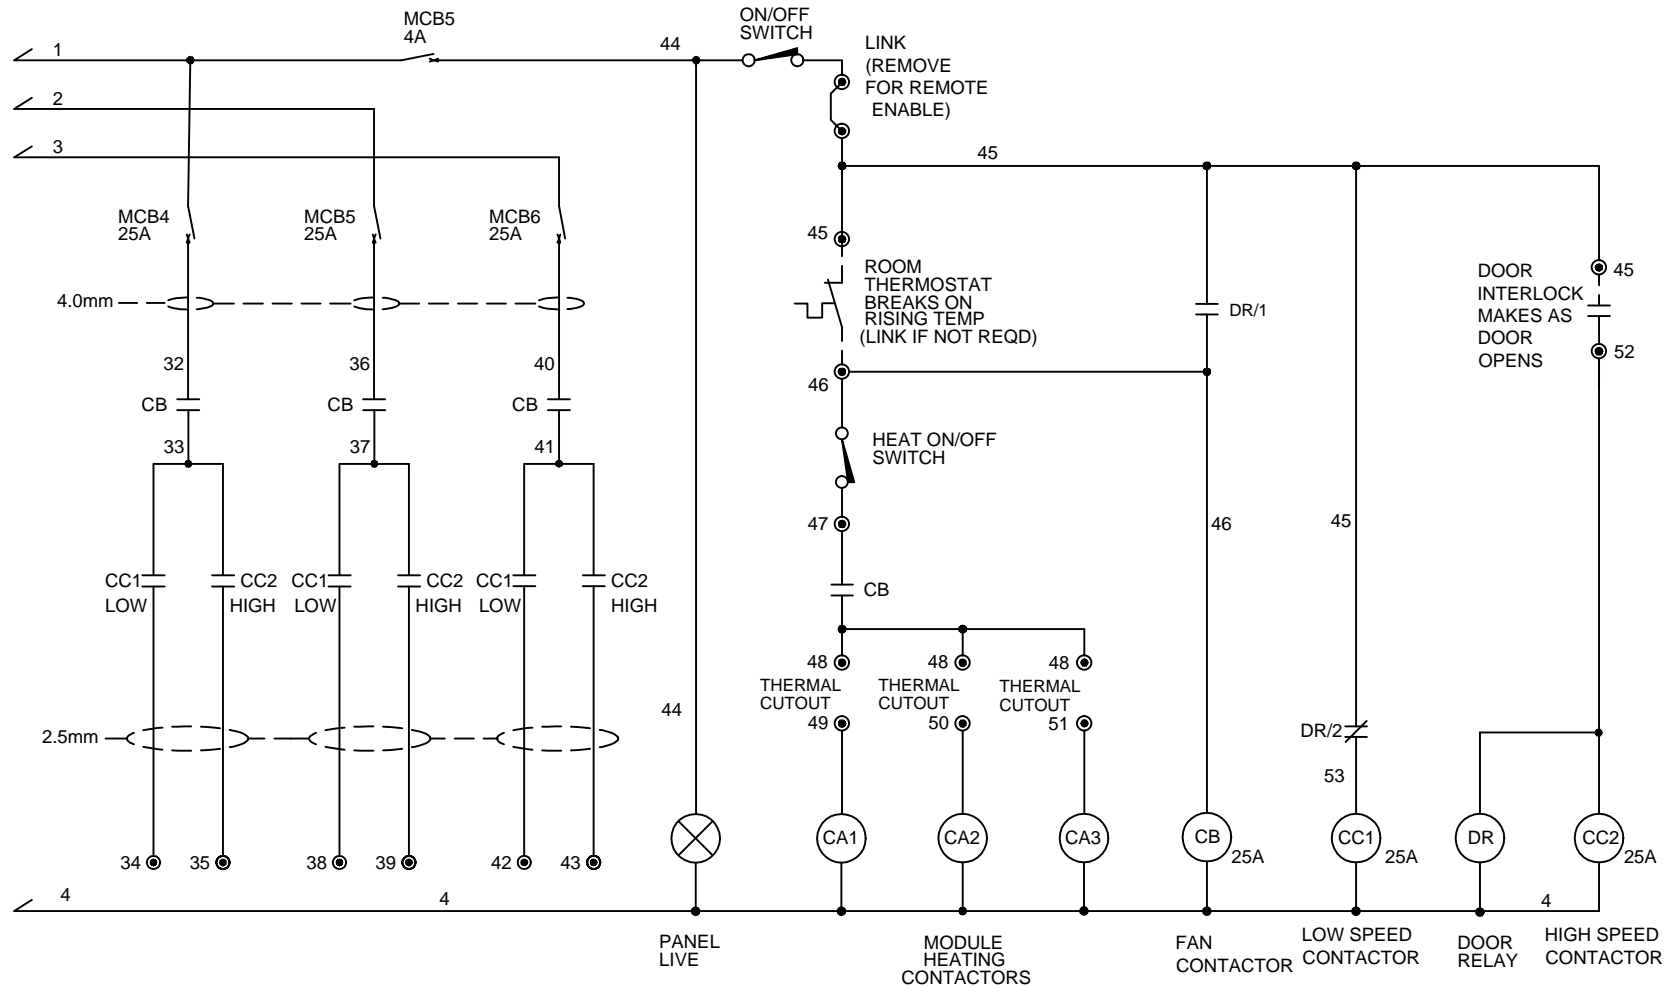 MCB5
4A
ON/OFF
SWITCH
1
44
LINK
(REMOVE
FOR REMOTE
ENABLE)
2
3
45
MCB4
25A
MCB5
25A
MCB6
25A
45
ROOM
THERMOSTAT
BREAKS ON
RISING TEMP
(LINK IF NOT REQD)
DOOR
INTERLOCK
MAKES AS
DOOR
OPENS
45
52
4.0mm
DR/1
32
36
40
46
CB
CB
CB
33
37
41
HEAT ON/OFF
SWITCH
47
46
45
CC1
LOW
CC2
HIGH
CC1
LOW
CC2
HIGH
CC1
LOW
CC2
HIGH
CB
48
48
48
THERMAL
CUTOUT
THERMAL
CUTOUT
THERMAL
CUTOUT
44
49
50
51
2.5mm
DR/2
53
CA1
CA2
CA3
CB
25A
CC1
25A
DR
CC2
25A
34
35
38
39
42
43
4
4
4
PANEL
LIVE
MODULE
HEATING
CONTACTORS
FAN
CONTACTOR
LOW SPEED
CONTACTOR
DOOR
RELAY
HIGH SPEED
CONTACTOR